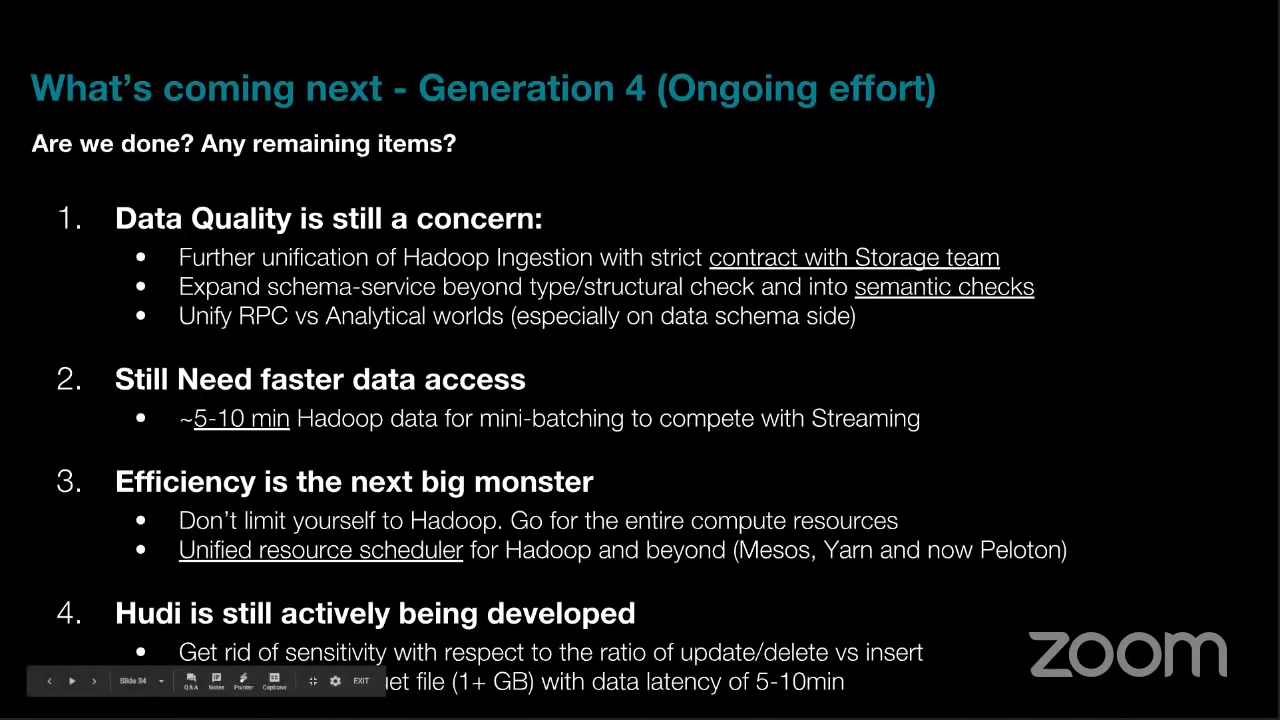 What's coming next - Generation 4 (Ongoing effort)
Are we done? Any remaining items?
1. Data Quality is still a concern:
● Further unification of Hadoop Ingestion with strict contract with Storage team
● Expand schema-service beyond type/structural check and into semantic checks
● Unify RPC vs Analytical worlds (especially on data schema side)
2. Still Need faster data access
● ~5-10 min Hadoop data for mini-batching to compete with Streaming
3. Efficiency is the next big monster
● Don't limit yourself to Hadoop. Go for the entire compute resources
● Unified resource scheduler for Hadoop and beyond (Mesos, Yarn and now Peloton)
4. Hudi is still actively being developed
● Get rid of sensitivity with respect to the ratio of update/delete vs insert
file (1+ GB) with data latency of 5-10min
Slide 34 Q&A Notes Pointer Captions EXIT
zoom